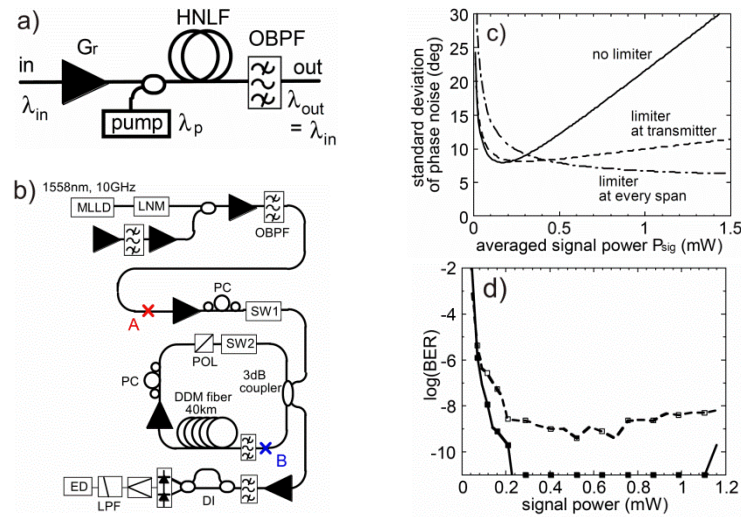 a)
HNLF
Gr
OBPF
in
out
λin
pump
λp
λout
= λin
b)
1558nm, 10GHz
MLLD
LNM
OBPF
PC
A
SW1
POL
SW2
PC
3dB
coupler
DDM fiber
40km
B
ED
LPF
DI
c)
standard deviation
of phase noise (deg)
30
25
20
15
10
5
0
no limiter
limiter
at transmitter
limiter
at every span
0
0.5
1.0
1.5
averaged signal power Psig (mW)
d)
log(BER)
-2
-4
-6
-8
-10
0
0.2
0.4
0.6
0.8
1
1.2
signal power (mW)